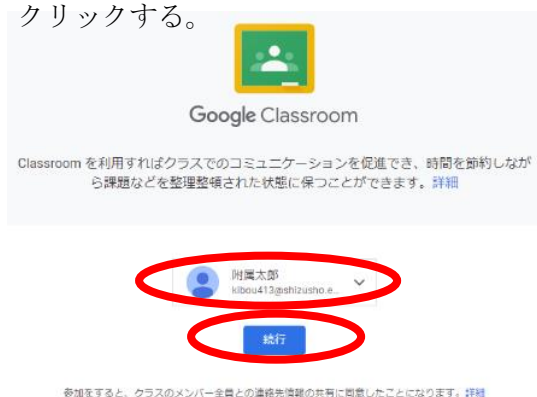 クリックする。
Google Classroom
Classroom を利用すればクラスでのコミュニケーションを促進でき、時間を節約しなが
ら課題などを整理整頓された状態に保つことができます。詳細
附属太郎
kibou413@shizusho.e...
続行
参加をすると、クラスのメンバー全員との連絡先情報の共有に同意したことになります。詳細